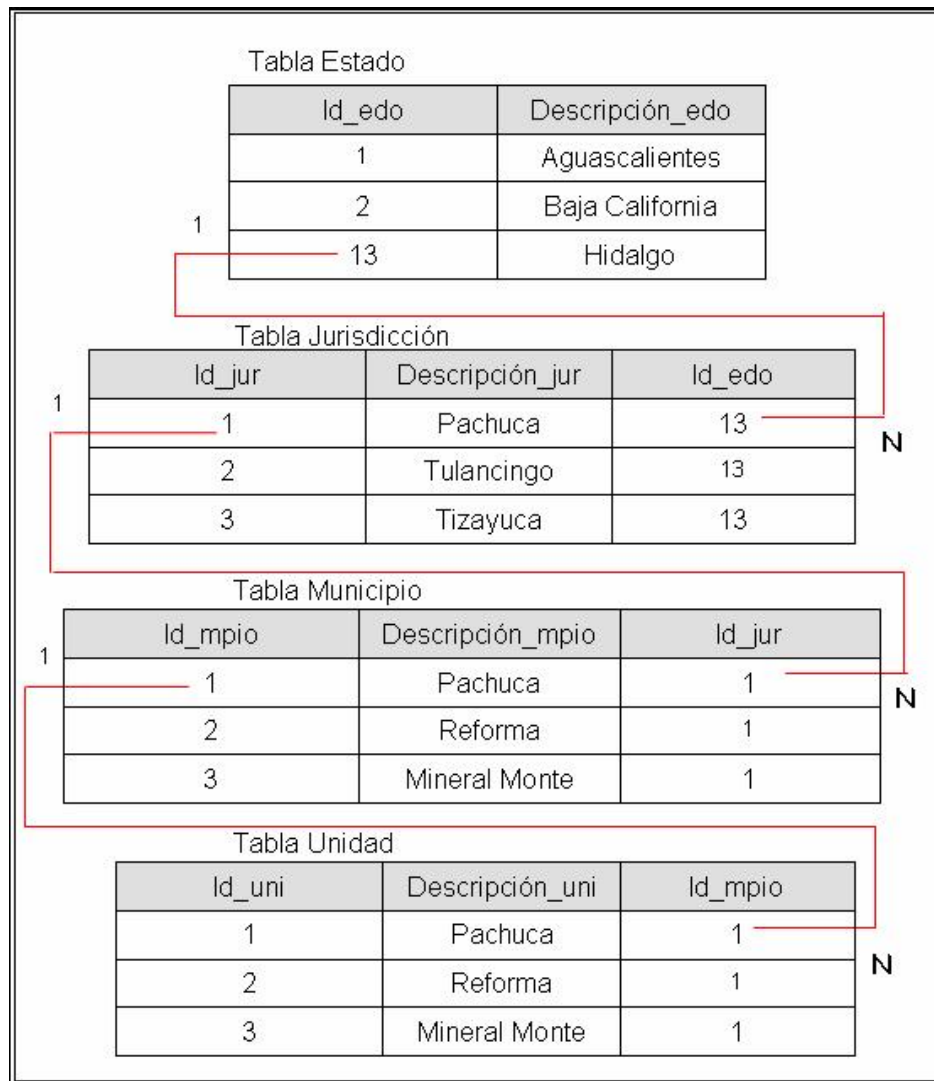 Tabla Estado
Id_edo Descripción_edo
1 Aguascalientes
2 Baja California
1
13 Hidalgo
Tabla Jurisdicción
Id_jur Descripción_jur Id_edo
1
1 Pachuca 13
N
2 Tulancingo 13
3 Tizayuca 13
Tabla Municipio
Id_mpio Descripción_mpio Id_jur
1
1 Pachuca 1
N
2 Reforma 1
3 Mineral Monte 1
Tabla Unidad
Id_uni Descripción_uni Id_mpio
1 Pachuca 1
N
2 Reforma 1
3 Mineral Monte 1